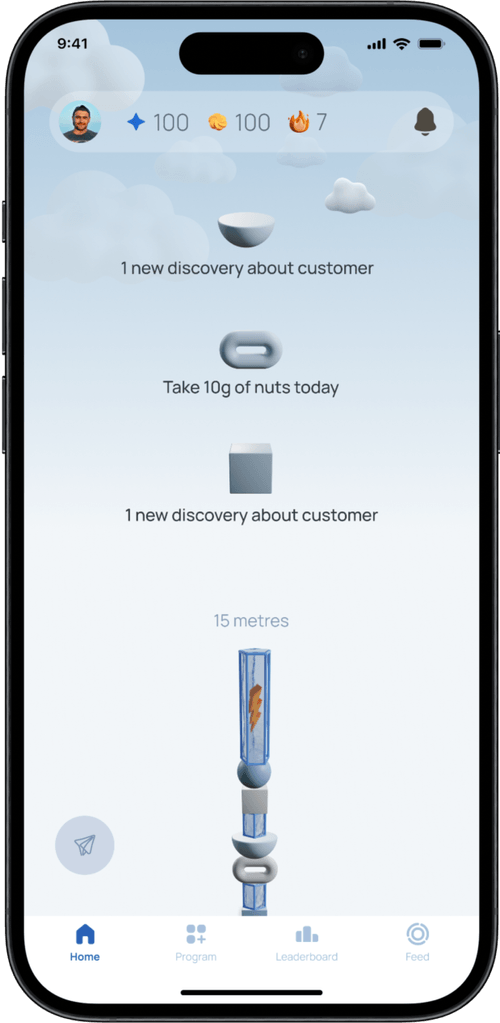 9:41
100 100 7
1 new discovery about customer
Take 10g of nuts today
1 new discovery about customer
15 metres
Home Program Leaderboard Feed